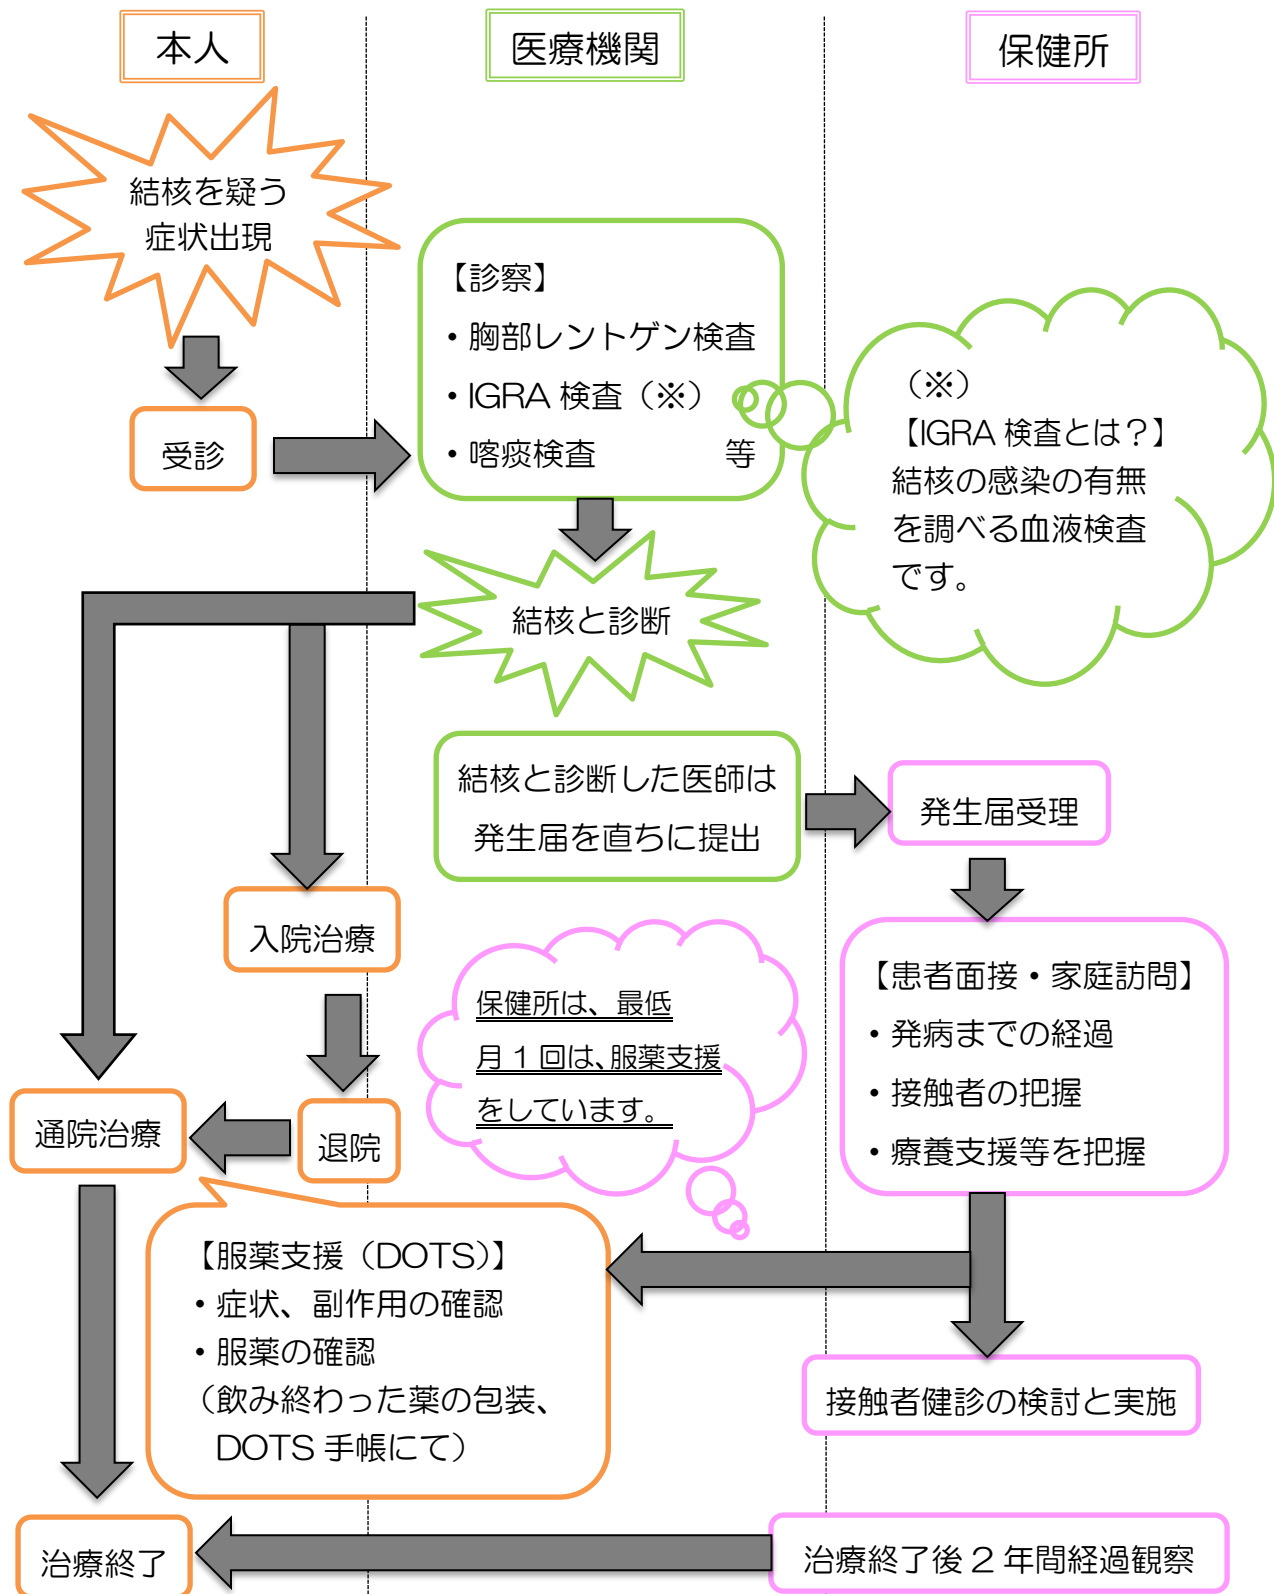 本人
医療機関
保健所
結核を疑う
症状出現
受診
【診察】
・胸部レントゲン検査
・IGRA 検査（※）
・喀痰検査　　　　等
（※）
【IGRA 検査とは？】
結核の感染の有無
を調べる血液検査
です。
結核と診断
結核と診断した医師は
発生届を直ちに提出
発生届受理
入院治療
保健所は、最低
月 1 回は、服薬支援
をしています。
【患者面接・家庭訪問】
・発病までの経過
・接触者の把握
・療養支援等を把握
通院治療
退院
【服薬支援（DOTS）】
・症状、副作用の確認
・服薬の確認
（飲み終わった薬の包装、
DOTS 手帳にて）
接触者健診の検討と実施
治療終了
治療終了後 2 年間経過観察